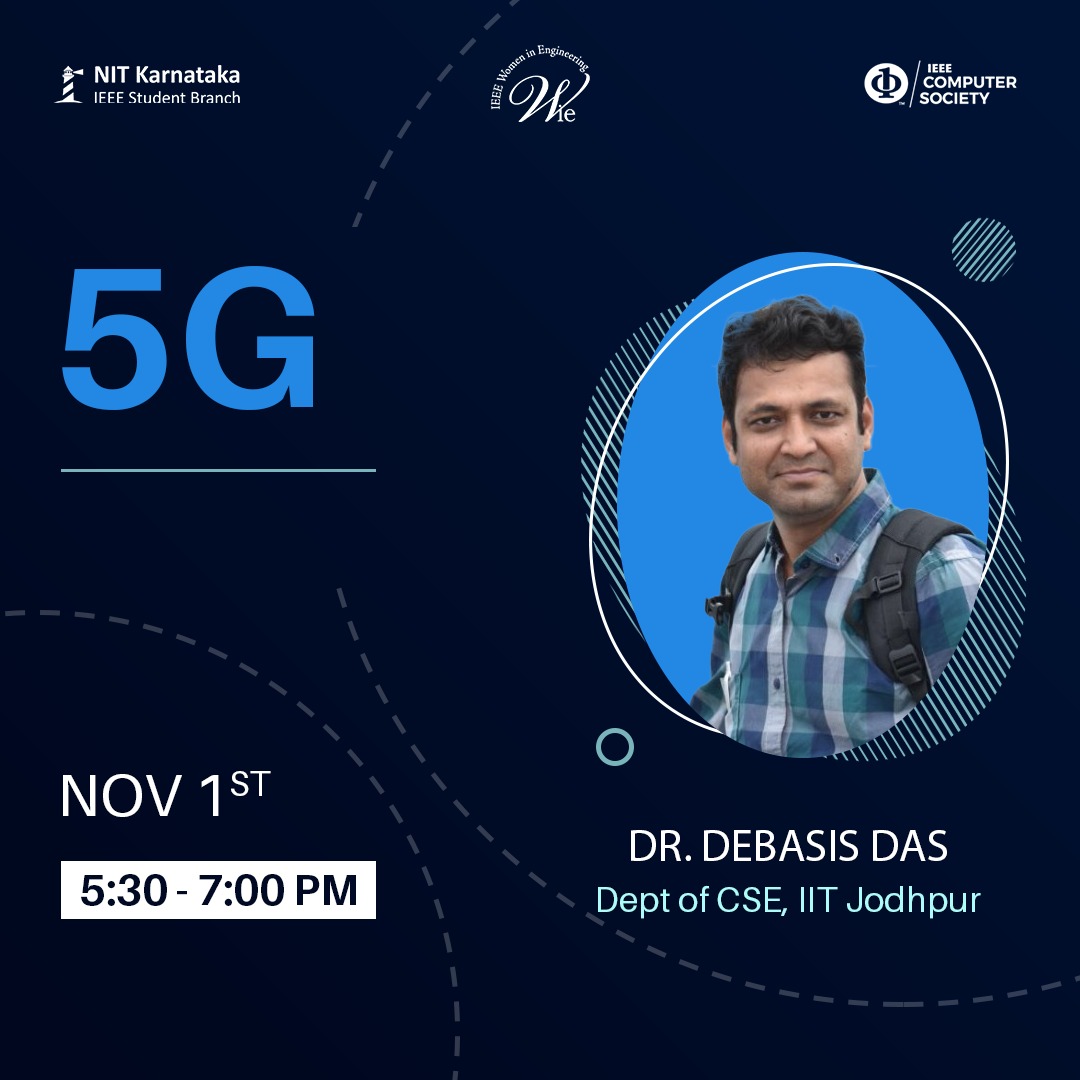 NIT Karnataka
IEEE Student Branch
IEEE Women in Engineering
Wie
IEEE
COMPUTER
SOCIETY
TM
5G
NOV 1ST
5:30 - 7:00 PM
DR. DEBASIS DAS
Dept of CSE, IIT Jodhpur